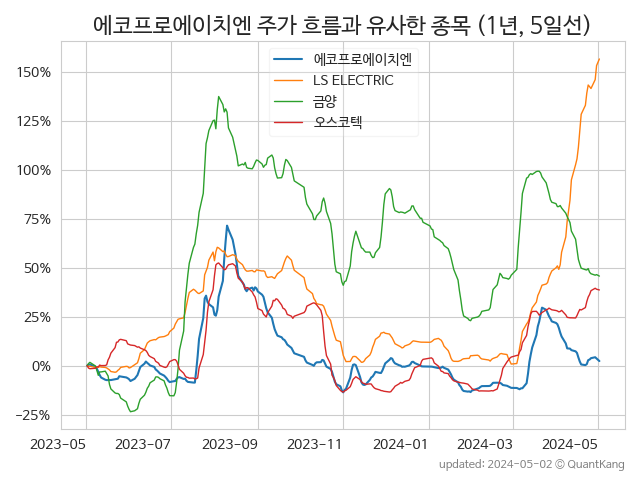 에코프로에이치엔 주가 흐름과 유사한 종목 (1년, 5일선)
에코프로에이치엔
LS ELECTRIC
금양
오스코텍
150%
125%
100%
75%
50%
25%
0%
−25%
2023-05 2023-07 2023-09 2023-11 2024-01 2024-03 2024-05
updated: 2024-05-02 © QuantKang